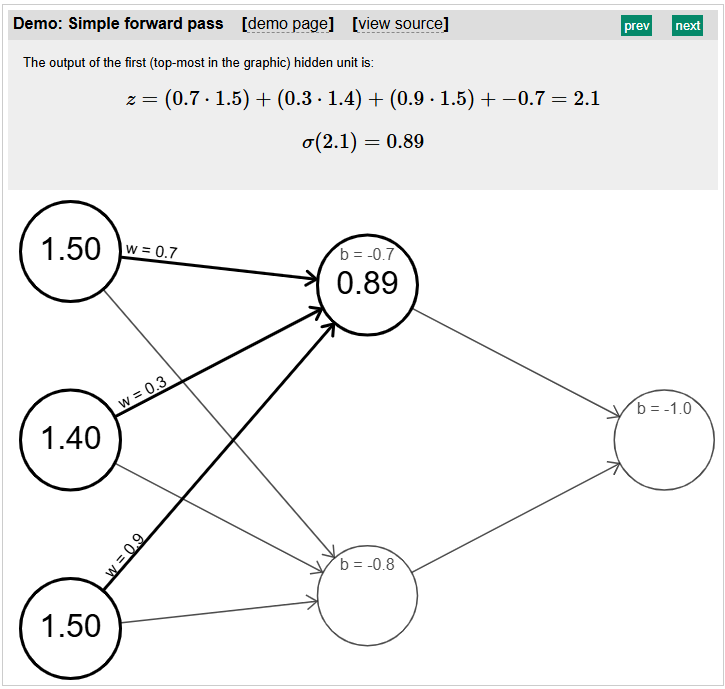 Demo: Simple forward pass [demo page] [view source] prev next
The output of the first (top-most in the graphic) hidden unit is:
z = (0.7 · 1.5) + (0.3 · 1.4) + (0.9 · 1.5) + −0.7 = 2.1
σ(2.1) = 0.89
1.50
w = 0.7
b = -0.7
0.89
w = 0.3
1.40
b = -1.0
w = 0.9
b = -0.8
1.50